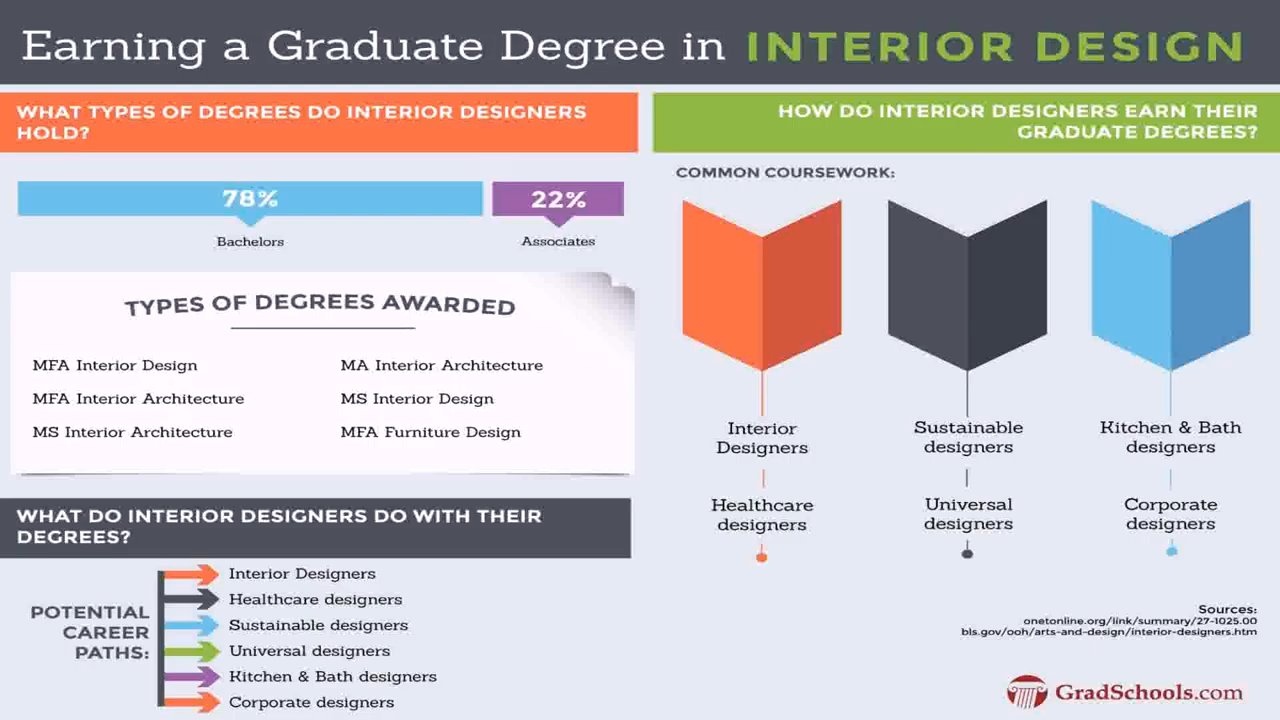 Earning a Graduate Degree in INTERIOR DESIGN
WHAT TYPES OF DEGREES DO INTERIOR DESIGNERS
HOLD?
78%
22%
Bachelors
Associates
TYPES OF DEGREES AWARDED
MFA Interior Design
MA Interior Architecture
MFA Interior Architecture
MS Interior Design
MS Interior Architecture
MFA Furniture Design
WHAT DO INTERIOR DESIGNERS DO WITH THEIR
DEGREES?
POTENTIAL
CAREER
PATHS:
Interior Designers
Healthcare designers
Sustainable designers
Universal designers
Kitchen & Bath designers
Corporate designers
HOW DO INTERIOR DESIGNERS EARN THEIR
GRADUATE DEGREES?
COMMON COURSEWORK:
Interior
Designers
Healthcare
designers
Sustainable
designers
Universal
designers
Kitchen & Bath
designers
Corporate
designers
Sources:
onetonline.org/link/summary/27-1025.00
bls.gov/ooh/arts-and-design/interior-designers.htm
GradSchools.com